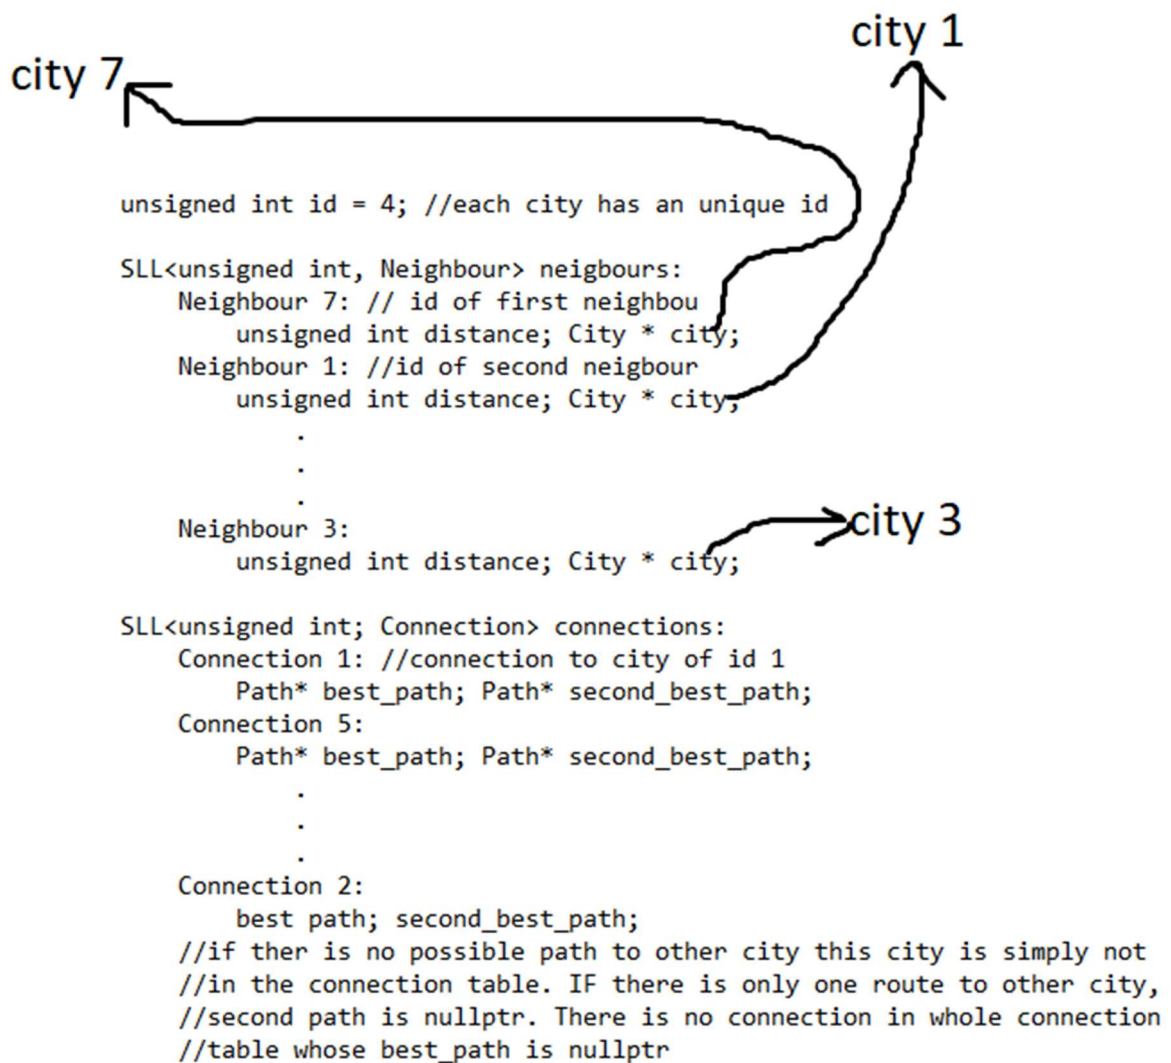 city 1
city 7
unsigned int id = 4; //each city has an unique id
SLL<unsigned int, Neighbour> neigbours:
Neighbour 7: // id of first neighbou
unsigned int distance; City * city;
Neighbour 1: //id of second neigbour
unsigned int distance; City * city;
.
.
.
Neighbour 3:
city 3
unsigned int distance; City * city;
SLL<unsigned int; Connection> connections:
Connection 1: //connection to city of id 1
Path* best_path; Path* second_best_path;
Connection 5:
Path* best_path; Path* second_best_path;
.
.
.
Connection 2:
best path; second_best_path;
//if ther is no possible path to other city this city is simply not
//in the connection table. IF there is only one route to other city,
//second path is nullptr. There is no connection in whole connection
//table whose best_path is nullptr